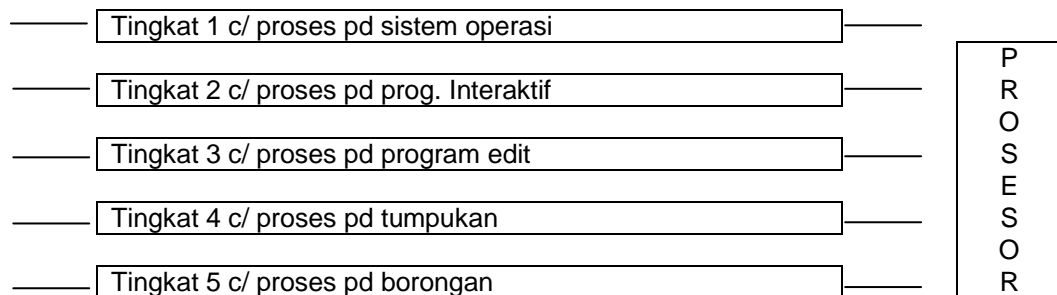 Tingkat 1 c/ proses pd sistem operasi
Tingkat 2 c/ proses pd prog. Interaktif
Tingkat 3 c/ proses pd program edit
Tingkat 4 c/ proses pd tumpukan
Tingkat 5 c/ proses pd borongan
P
R
O
S
E
S
O
R